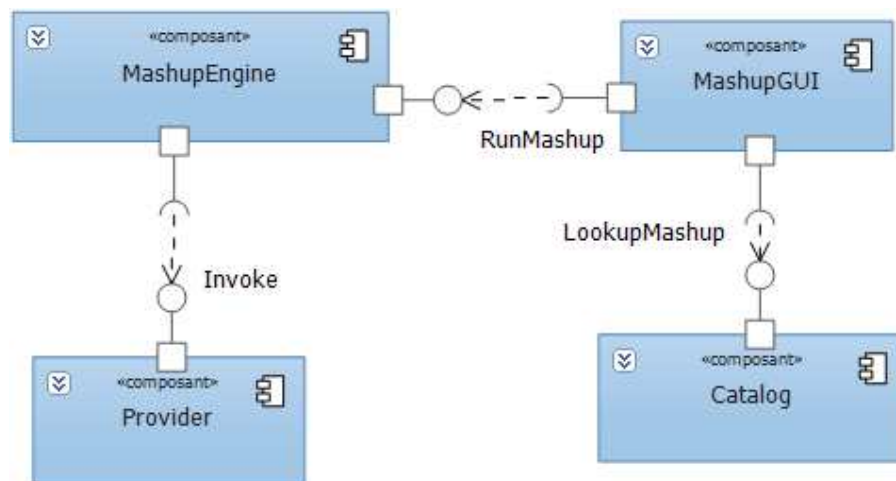 «composant»
MashupEngine
«composant»
MashupGUI
RunMashup
LookupMashup
Invoke
«composant»
Provider
«composant»
Catalog